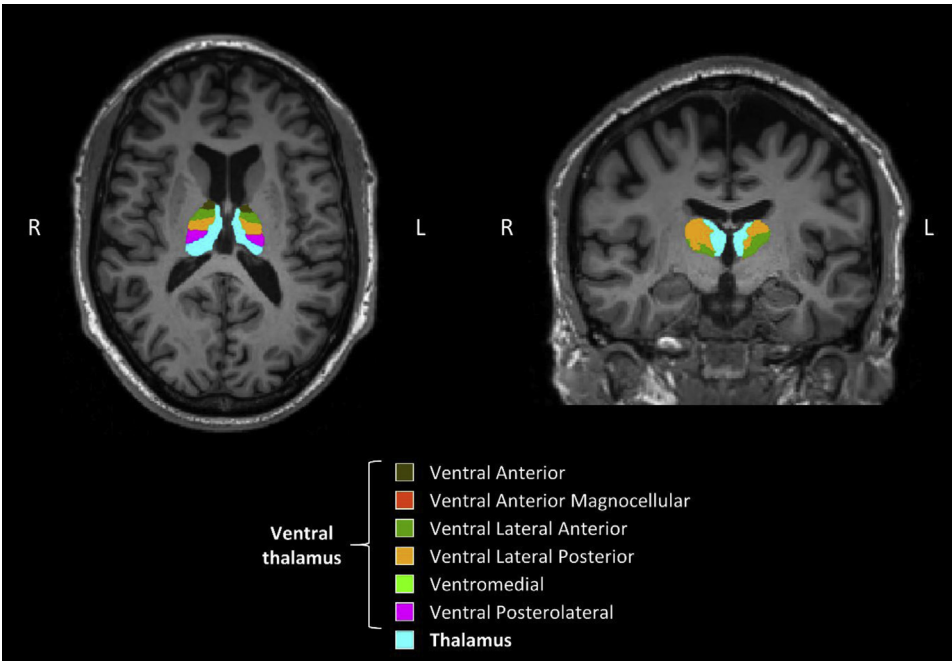 R
L
R
L
Ventral
thalamus
Ventral Anterior
Ventral Anterior Magnocellular
Ventral Lateral Anterior
Ventral Lateral Posterior
Ventromedial
Ventral Posterolateral
Thalamus